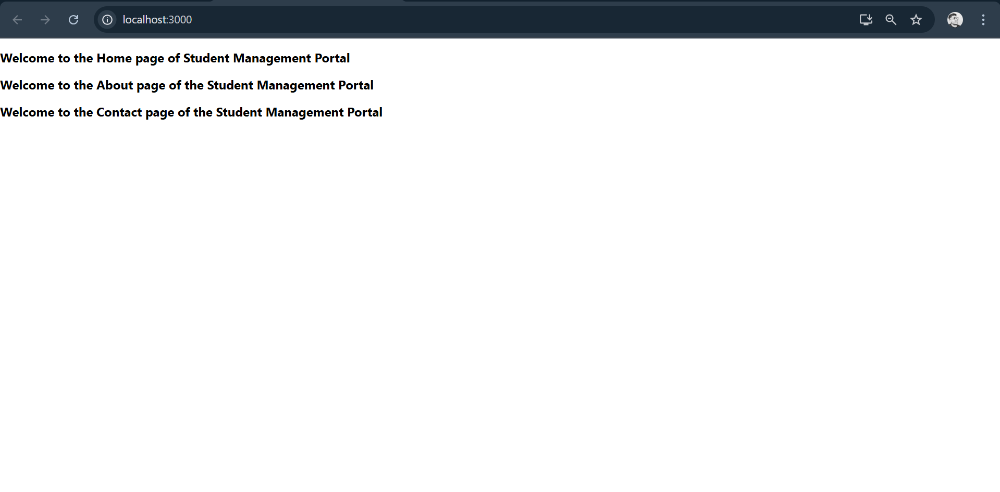 localhost:3000
Welcome to the Home page of Student Management Portal
Welcome to the About page of the Student Management Portal
Welcome to the Contact page of the Student Management Portal